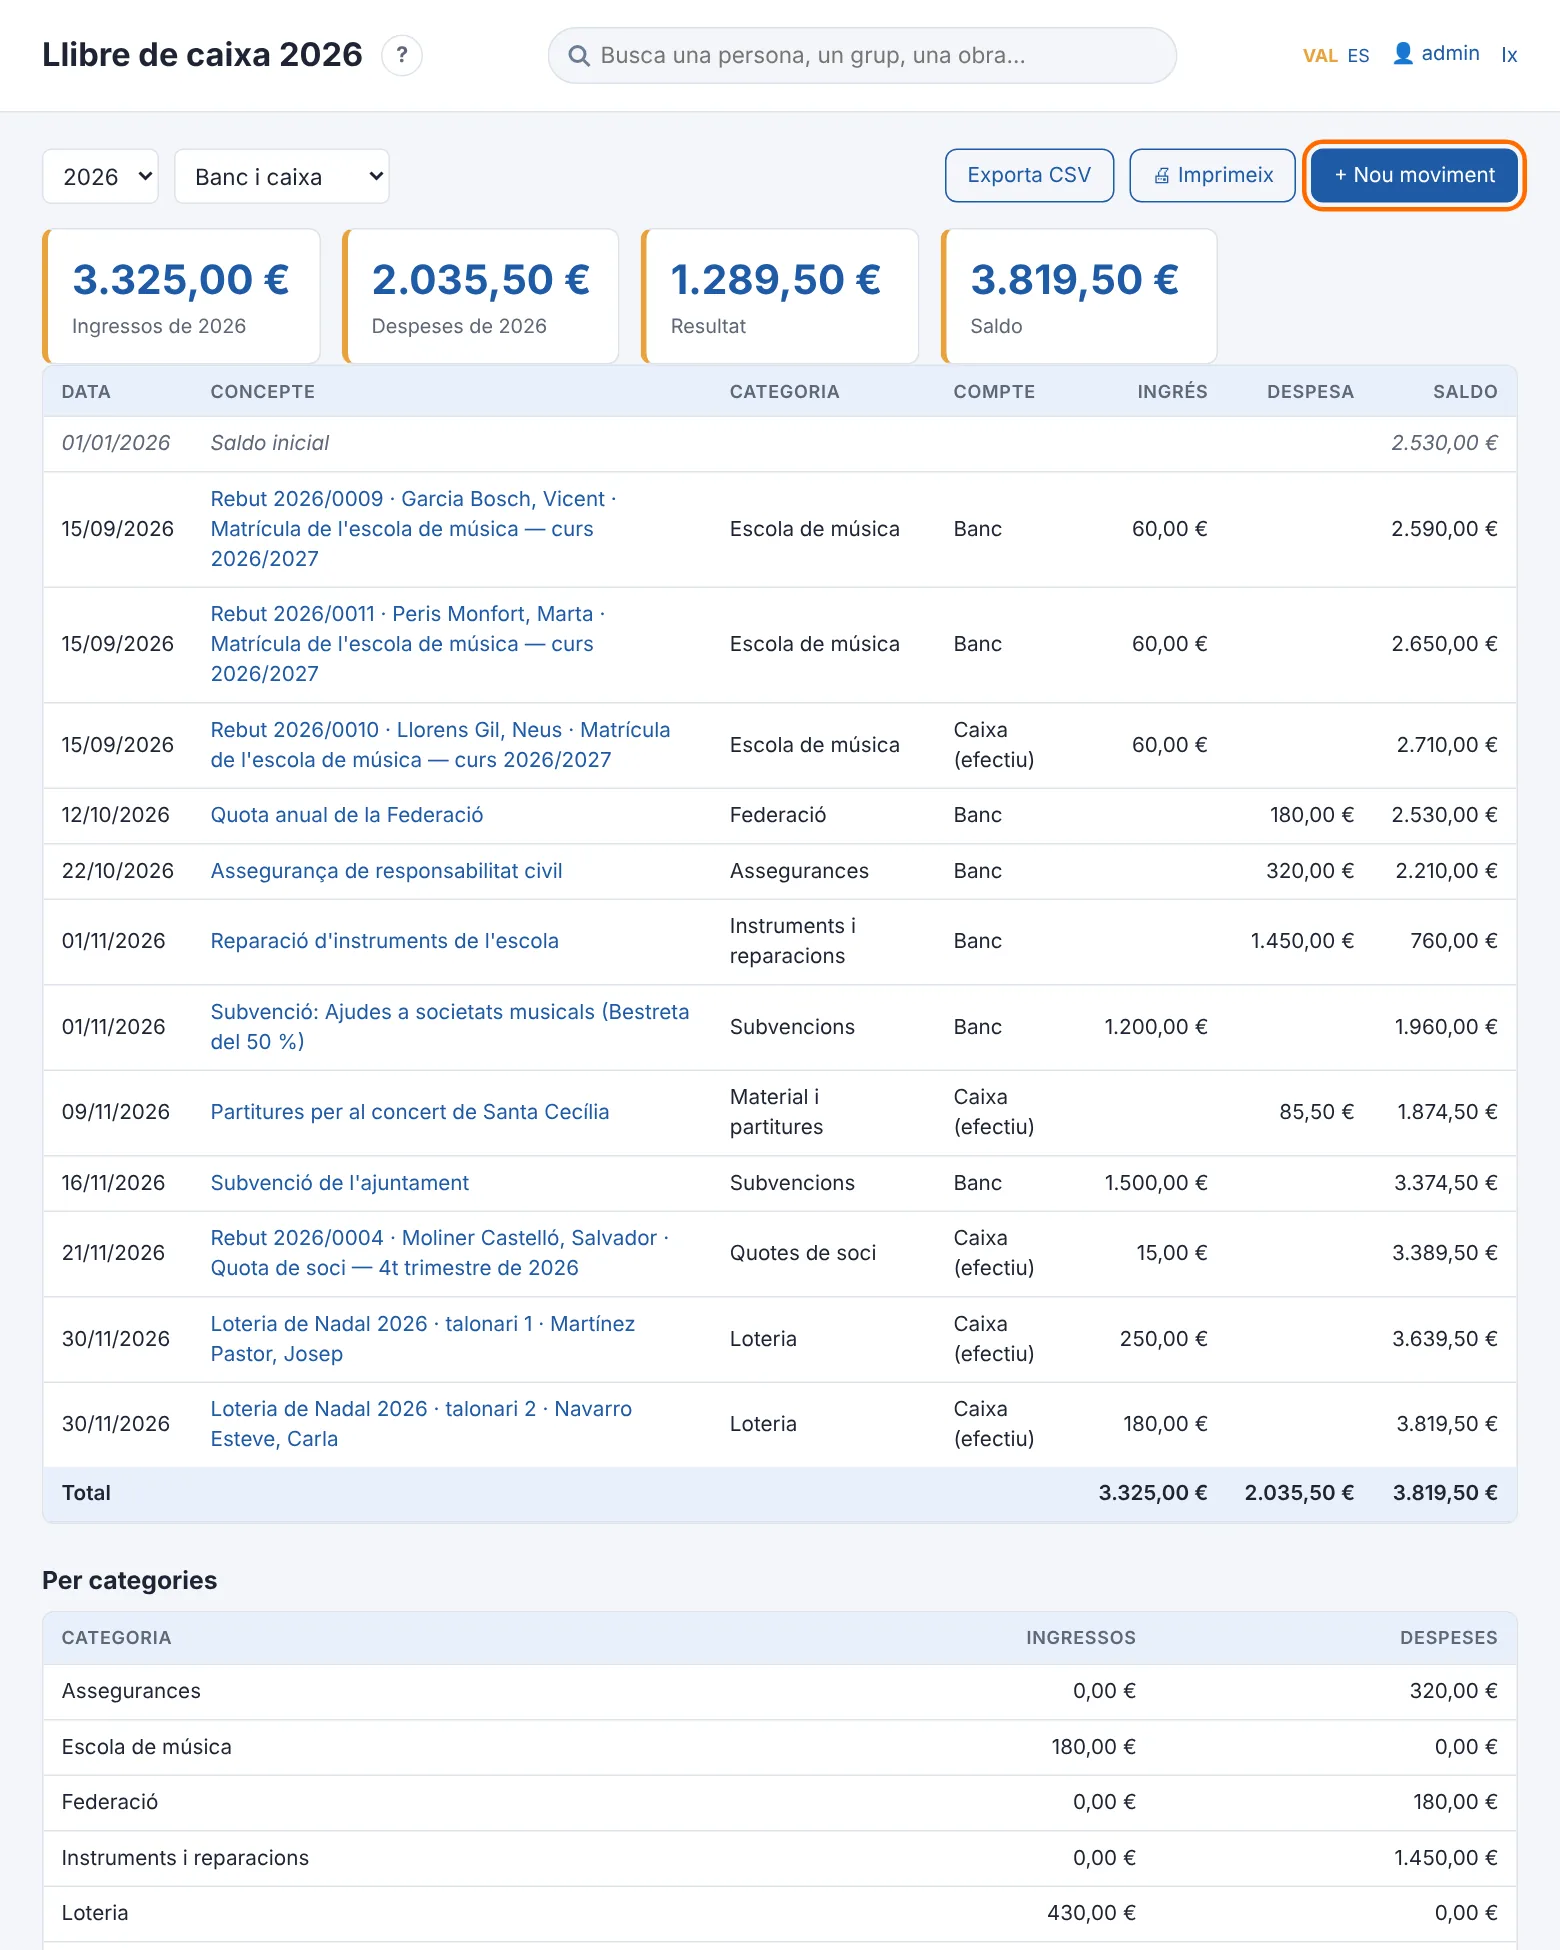 Llibre de caixa 2026 ? Busca una persona, un grup, una obra... VAL ES admin Ix
2026 Banc i caixa Exporta CSV Imprimeix + Nou moviment
3.325,00 € 2.035,50 € 1.289,50 € 3.819,50 €
Ingressos de 2026 Despeses de 2026 Resultat Saldo
DATA CONCEPTE CATEGORIA COMPTE INGRÉS DESPESA SALDO
01/01/2026 Saldo inicial 2.530,00 €
Rebut 2026/0009 · Garcia Bosch, Vicent ·
15/09/2026 Matrícula de l'escola de música — curs Escola de música Banc 60,00 € 2.590,00 €
2026/2027
Rebut 2026/0011 · Peris Monfort, Marta ·
15/09/2026 Matrícula de l'escola de música — curs Escola de música Banc 60,00 € 2.650,00 €
2026/2027
15/09/2026 Rebut 2026/0010 · Llorens Gil, Neus · Matrícula Escola de música Caixa 60,00 € 2.710,00 €
de l'escola de música — curs 2026/2027 (efectiu)
12/10/2026 Quota anual de la Federació Federació Banc 180,00 € 2.530,00 €
22/10/2026 Assegurança de responsabilitat civil Assegurances Banc 320,00 € 2.210,00 €
01/11/2026 Reparació d'instruments de l'escola Instruments i Banc 1.450,00 € 760,00 €
reparacions
01/11/2026 Subvenció: Ajudes a societats musicals (Bestreta Subvencions Banc 1.200,00 € 1.960,00 €
del 50 %)
09/11/2026 Partitures per al concert de Santa Cecília Material i Caixa 85,50 € 1.874,50 €
partitures (efectiu)
16/11/2026 Subvenció de l'ajuntament Subvencions Banc 1.500,00 € 3.374,50 €
21/11/2026 Rebut 2026/0004 · Moliner Castelló, Salvador · Quotes de soci Caixa 15,00 € 3.389,50 €
Quota de soci — 4t trimestre de 2026 (efectiu)
30/11/2026 Loteria de Nadal 2026 · talonari 1 · Martínez Loteria Caixa 250,00 € 3.639,50 €
Pastor, Josep (efectiu)
30/11/2026 Loteria de Nadal 2026 · talonari 2 · Navarro Loteria Caixa 180,00 € 3.819,50 €
Esteve, Carla (efectiu)
Total 3.325,00 € 2.035,50 € 3.819,50 €
Per categories
CATEGORIA INGRESSOS DESPESES
Assegurances 0,00 € 320,00 €
Escola de música 180,00 € 0,00 €
Federació 0,00 € 180,00 €
Instruments i reparacions 0,00 € 1.450,00 €
Loteria 430,00 € 0,00 €